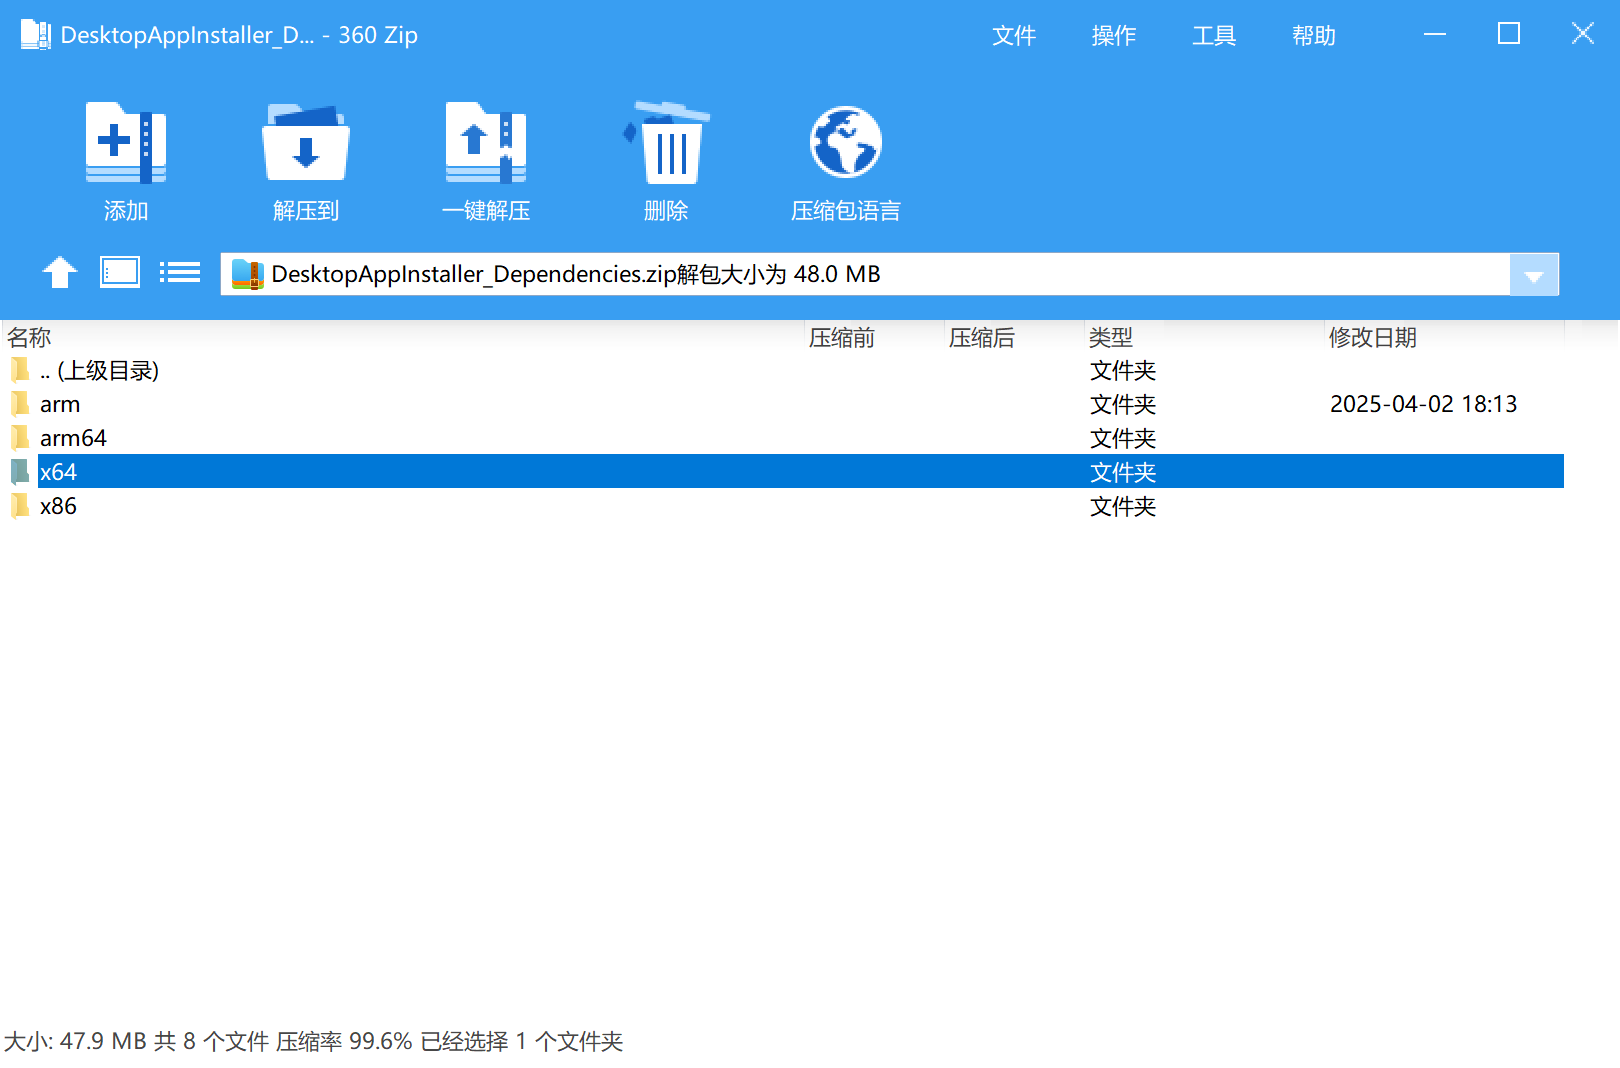 DesktopAppInstaller_D... - 360 Zip
文件 操作 工具 帮助
添加 解压到 一键解压 删除 压缩包语言
DesktopAppInstaller_Dependencies.zip解包大小为 48.0 MB
名称 压缩前 压缩后 类型 修改日期
.. (上级目录) 文件夹
arm 文件夹 2025-04-02 18:13
arm64 文件夹
x64 文件夹
x86 文件夹
大小: 47.9 MB 共 8 个文件 压缩率 99.6% 已经选择 1 个文件夹